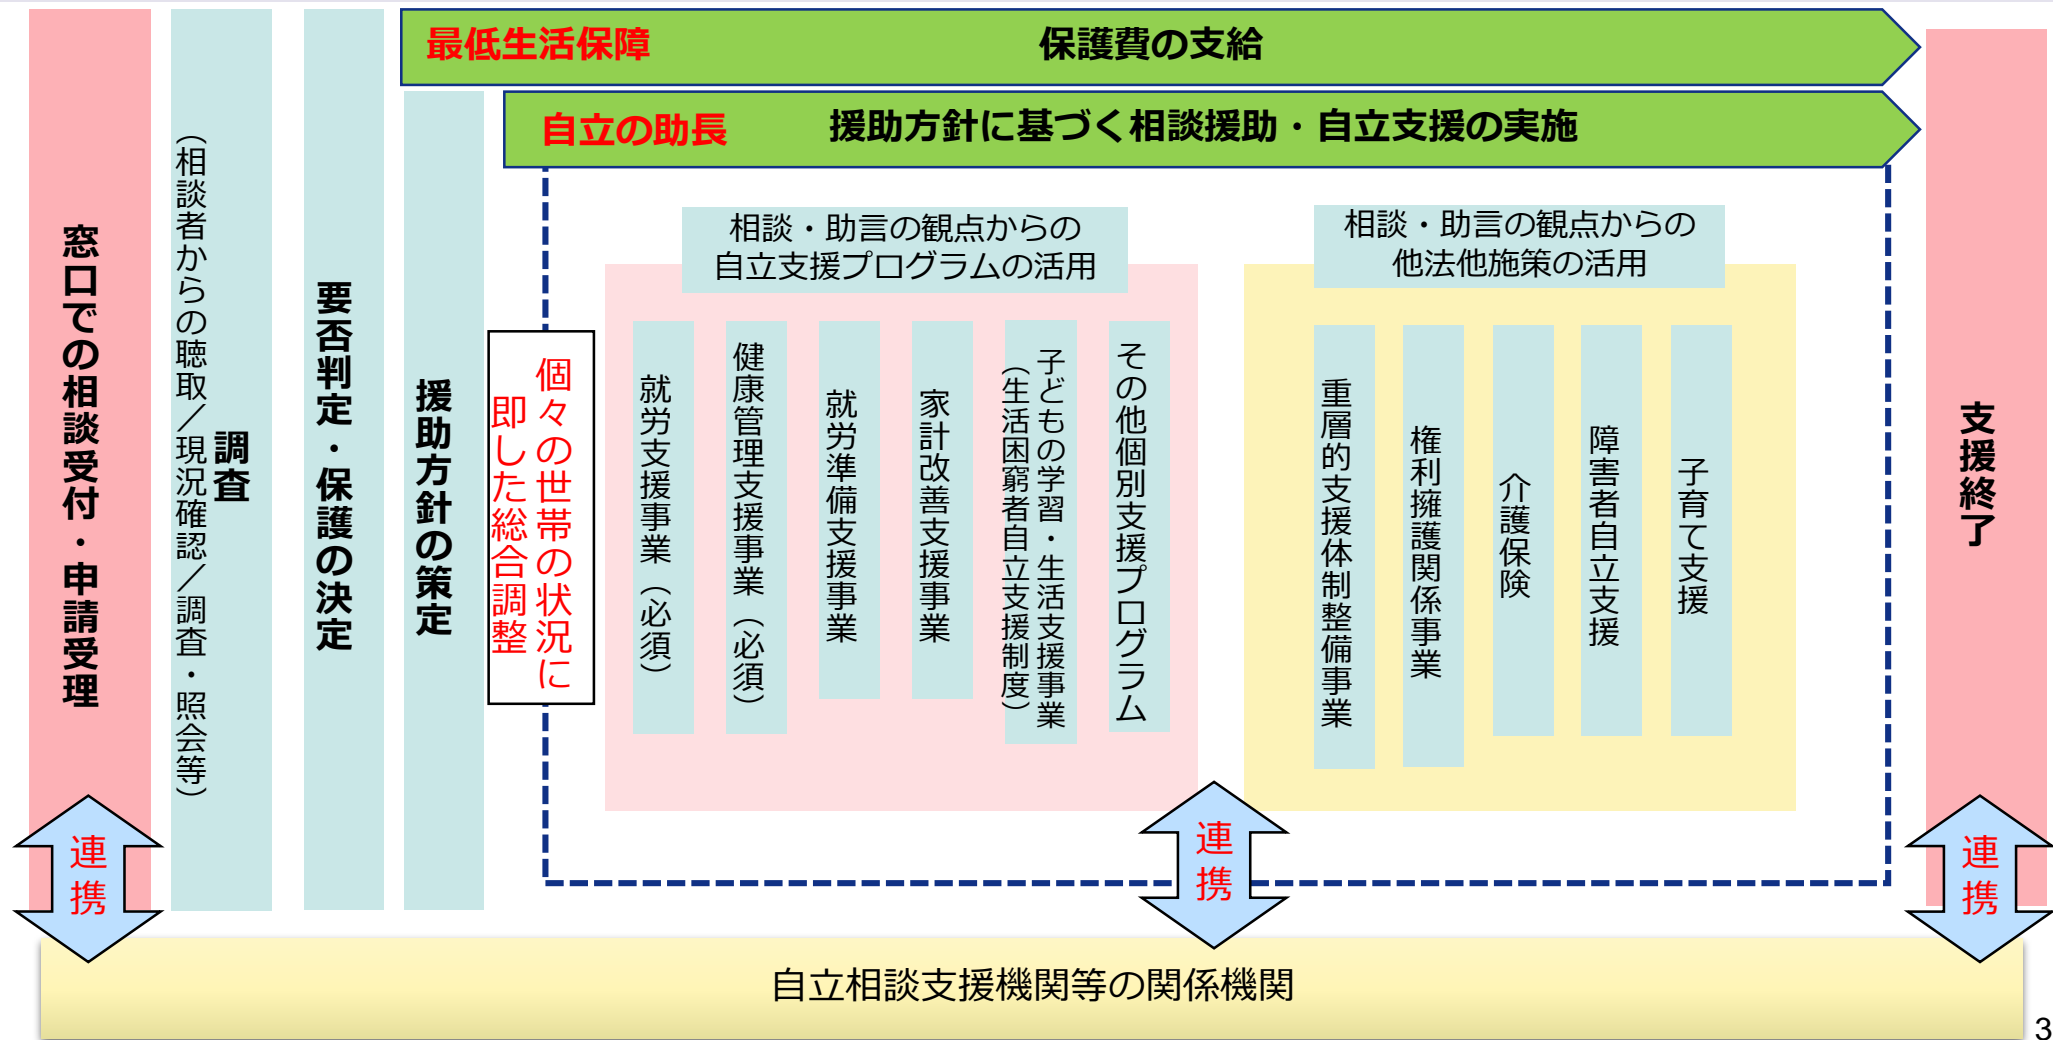 窓口での相談受付・申請受理
調査
（相談者からの聴取／現況確認／調査・照会等）
要否判定・保護の決定
最低生活保障
保護費の支給
援助方針の策定
自立の助長
援助方針に基づく相談援助・自立支援の実施
個々の世帯の状況に
即した総合調整
相談・助言の観点からの
自立支援プログラムの活用
就労支援事業（必須）
健康管理支援事業（必須）
就労準備支援事業
家計改善支援事業
子どもの学習・生活支援事業
（生活困窮者自立支援制度）
その他個別支援プログラム
相談・助言の観点からの
他法他施策の活用
重層的支援体制整備事業
権利擁護関係事業
介護保険
障害者自立支援
子育て支援
支援終了
連携
連携
連携
自立相談支援機関等の関係機関
3